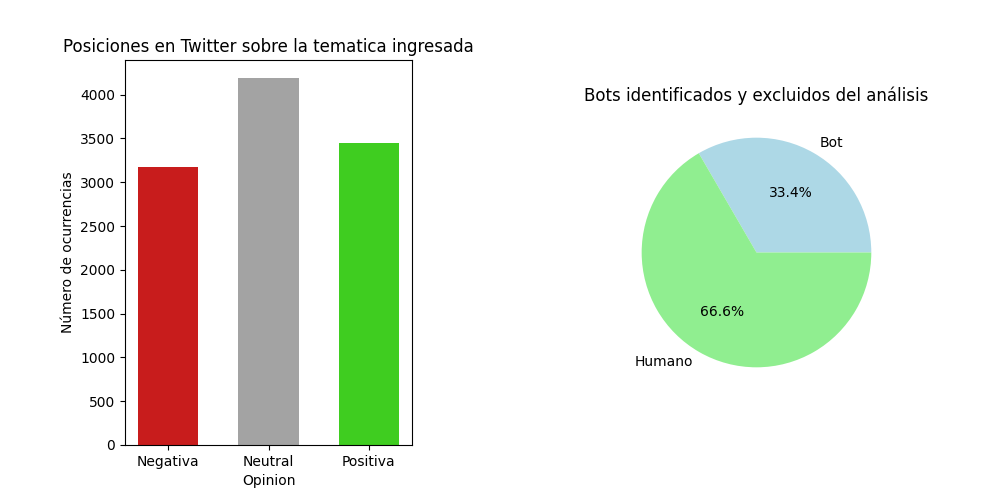 Posiciones en Twitter sobre la tematica ingresada
Número de ocurrencias
4000
3500
3000
2500
2000
1500
1000
500
0
Negativa
Neutral
Positiva
Opinion
Bots identificados y excluidos del análisis
Bot
33.4%
66.6%
Humano